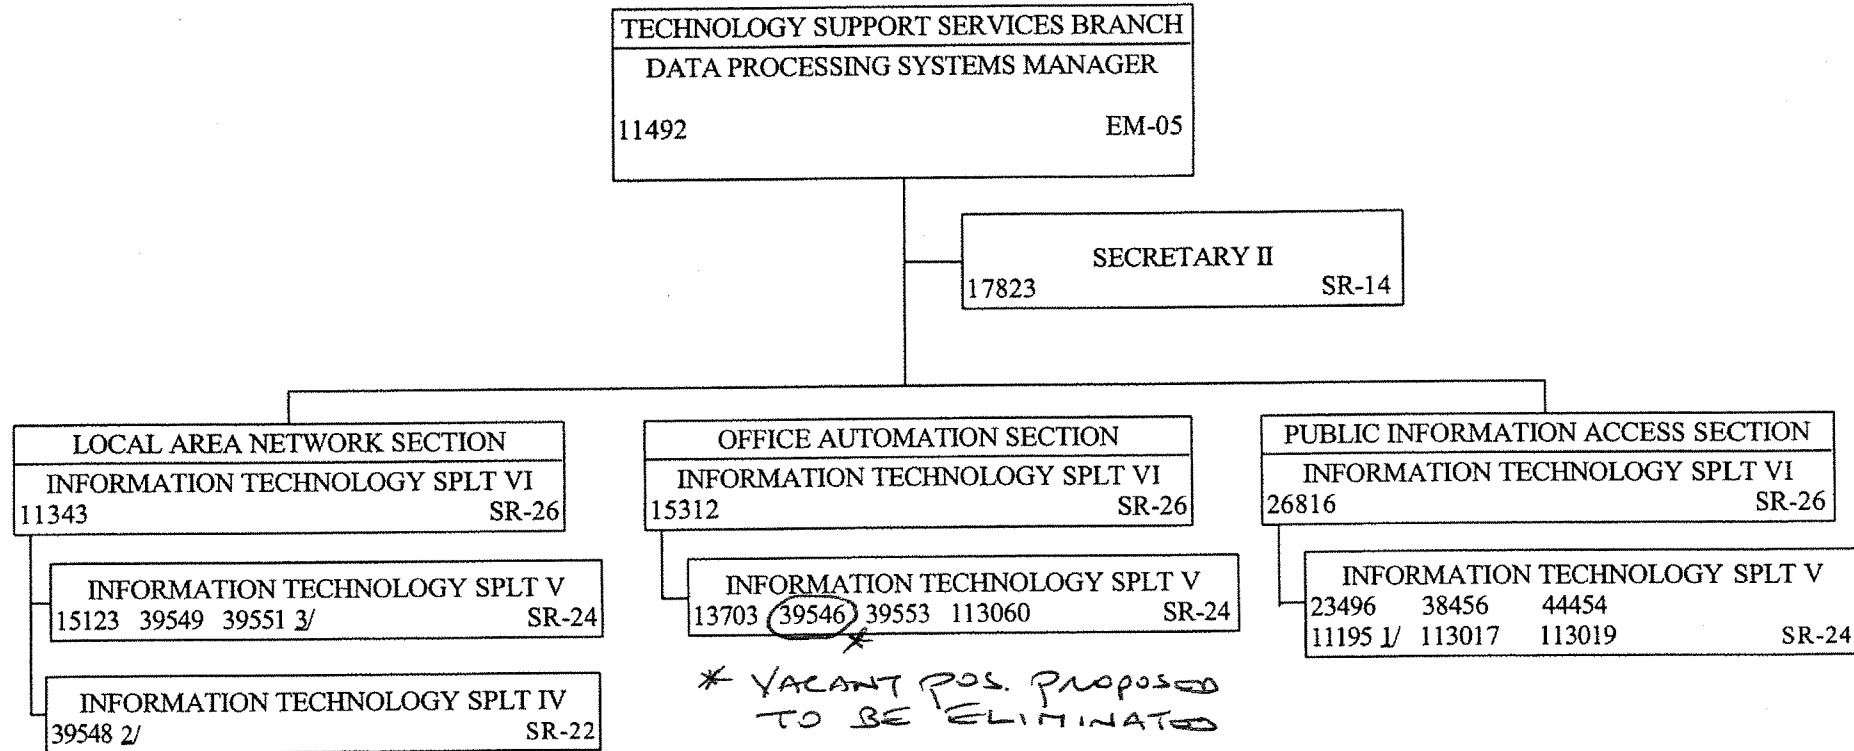 TECHNOLOGY SUPPORT SERVICES BRANCH
DATA PROCESSING SYSTEMS MANAGER
11492 EM-05
SECRETARY II
17823 SR-14
LOCAL AREA NETWORK SECTION
INFORMATION TECHNOLOGY SPLT VI
11343 SR-26
INFORMATION TECHNOLOGY SPLT V
15123 39549 39551 3/ SR-24
INFORMATION TECHNOLOGY SPLT IV
39548 2/ SR-22
OFFICE AUTOMATION SECTION
INFORMATION TECHNOLOGY SPLT VI
15312 SR-26
INFORMATION TECHNOLOGY SPLT V
13703 39546 39553 113060 SR-24
*
* VACANT POS. PROPOSED
TO BE ELIMINATED
PUBLIC INFORMATION ACCESS SECTION
INFORMATION TECHNOLOGY SPLT VI
26816 SR-26
INFORMATION TECHNOLOGY SPLT V
23496 38456 44454
11195 1/ 113017 113019 SR-24